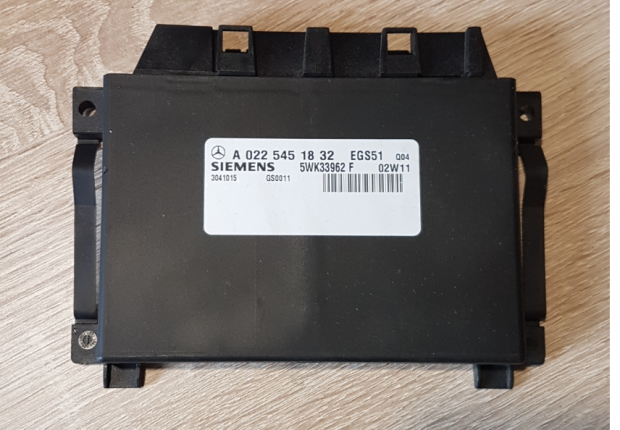 A 022 545 18 32 EGS51 Q04
SIEMENS 5WK33962 F 02W11
3041015 GS0011